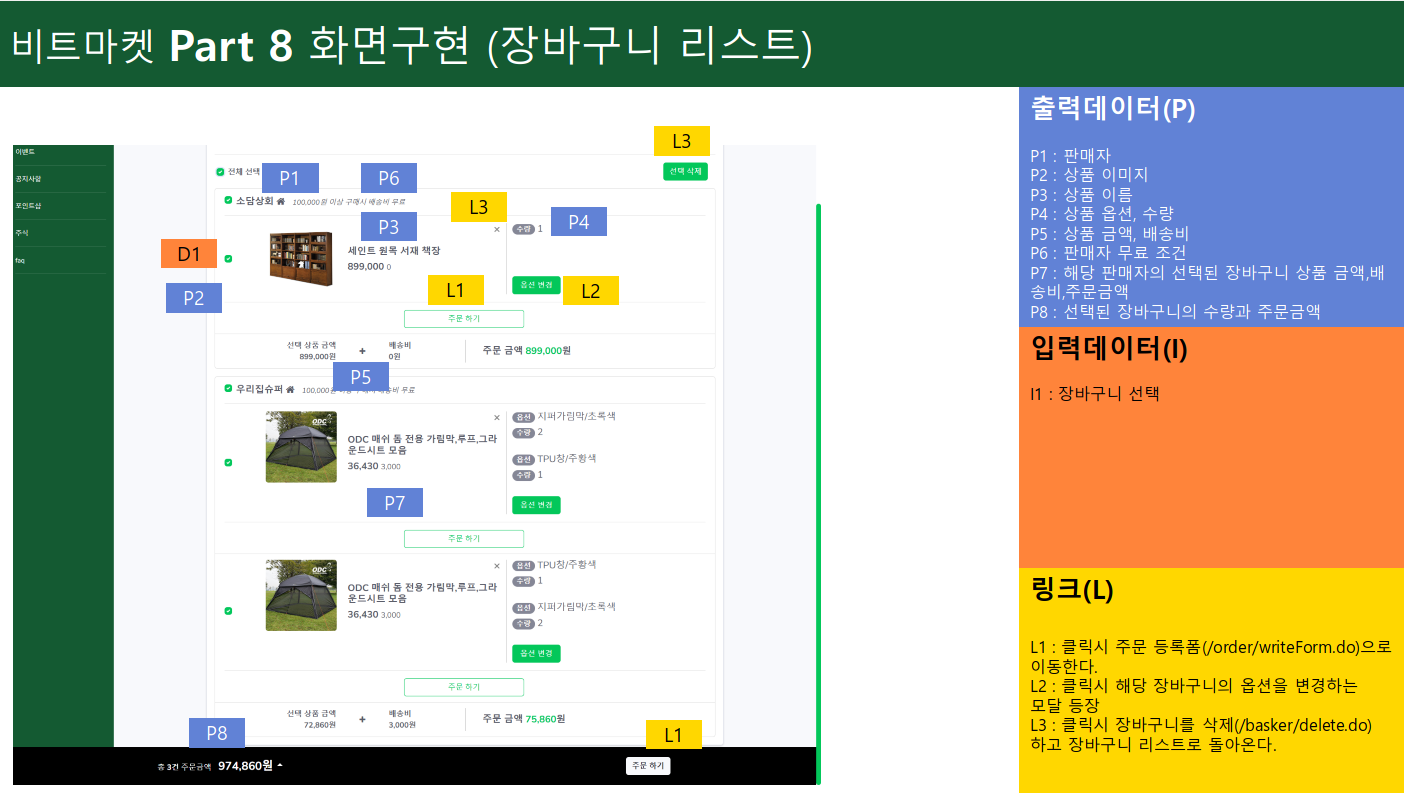 비트마켓 Part 8 화면구현 (장바구니 리스트)
이벤트
공지사항
포인트샵
주식
faq
L3
전체 선택
P1
P6
선택 삭제
소담상회
100,000원 이상 구매시 배송비 무료
L3
P3
P4
수량 1
D1
세인트 원목 서재 책장
899,000 0
P2
L1
옵션 변경
L2
주문 하기
선택 상품 금액
899,000원
+
배송비
0원
주문 금액 899,000원
P5
우리집슈퍼
100,000원
무료
ODC
ODC 매쉬 돔 전용 가림막,루프,그라
운드시트 모음
36,430 3,000
옵션 지퍼가림막/초록색
수량 2
옵션 TPU창/주황색
수량 1
P7
옵션 변경
주문 하기
ODC
ODC 매쉬 돔 전용 가림막,루프,그라
운드시트 모음
36,430 3,000
옵션 TPU창/주황색
수량 1
옵션 지퍼가림막/초록색
수량 2
옵션 변경
주문 하기
선택 상품 금액
72,860원
+
배송비
3,000원
주문 금액 75,860원
P8
L1
총 3건 주문금액 974,860원
주문 하기
출력데이터(P)
P1 : 판매자
P2 : 상품 이미지
P3 : 상품 이름
P4 : 상품 옵션, 수량
P5 : 상품 금액, 배송비
P6 : 판매자 무료 조건
P7 : 해당 판매자의 선택된 장바구니 상품 금액,배
송비,주문금액
P8 : 선택된 장바구니의 수량과 주문금액
입력데이터(I)
I1 : 장바구니 선택
링크(L)
L1 : 클릭시 주문 등록폼(/order/writeForm.do)으로
이동한다.
L2 : 클릭시 해당 장바구니의 옵션을 변경하는
모달 등장
L3 : 클릭시 장바구니를 삭제(/basker/delete.do)
하고 장바구니 리스트로 돌아온다.